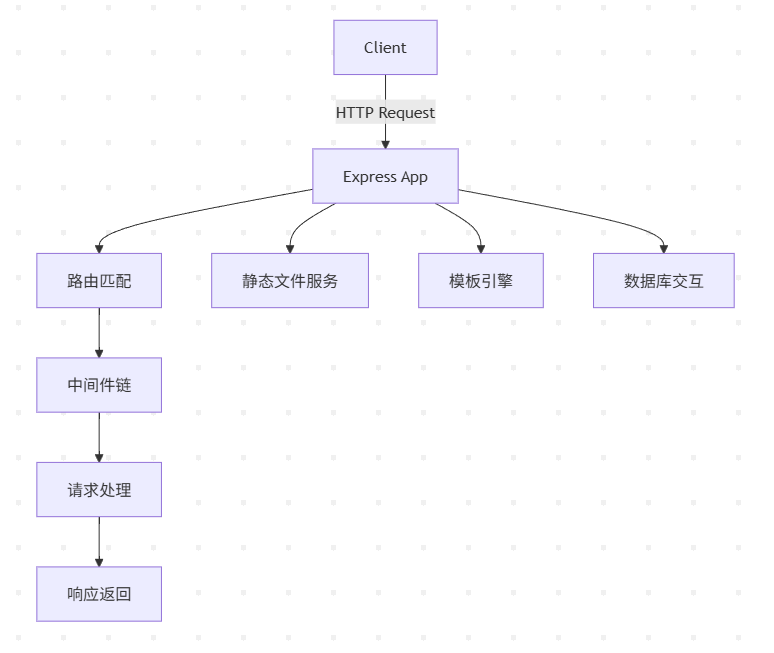 Client
HTTP Request
Express App
路由匹配
静态文件服务
模板引擎
数据库交互
中间件链
请求处理
响应返回